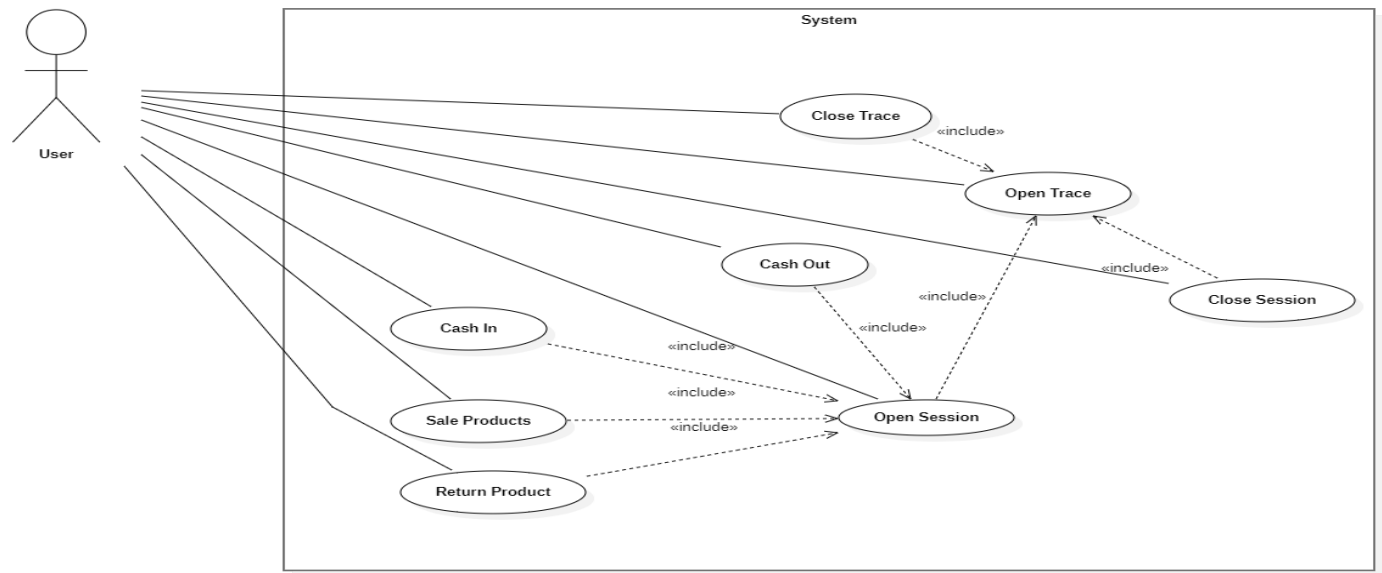 System
User
Close Trace
«include»
Open Trace
Cash Out
«include»
Close Session
«include»
Cash In
«include»
«include»
«include»
Sale Products
Open Session
«include»
Return Product